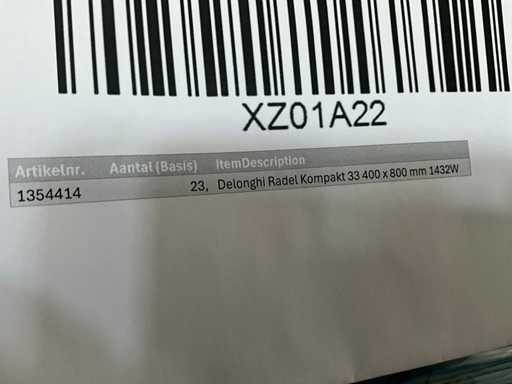 XZ01A22
Artikelnr. Aantal (Basis) ItemDescription
1354414 23, Delonghi Radel Kompakt 33 400 x 800 mm 1432W